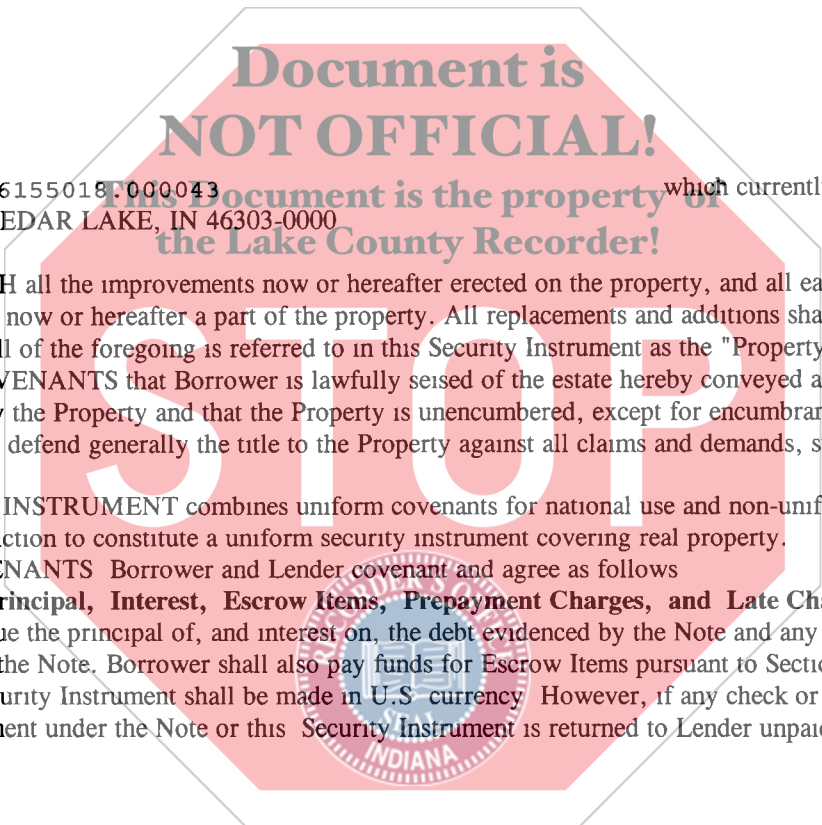 Document is
NOT OFFICIAL!
6155018.000043 which currentl
This Document is the property of
EDAR LAKE, IN 46303-0000
the Lake County Recorder!
H all the improvements now or hereafter erected on the property, and all ea
now or hereafter a part of the property. All replacements and additions sha
ll of the foregoing is referred to in this Security Instrument as the "Property
VENANTS that Borrower is lawfully seised of the estate hereby conveyed a
y the Property and that the Property is unencumbered, except for encumbran
defend generally the title to the Property against all claims and demands, s
STOP
INSTRUMENT combines uniform covenants for national use and non-unif
ction to constitute a uniform security instrument covering real property.
ENANTS Borrower and Lender covenant and agree as follows
rincipal, Interest, Escrow Items, Prepayment Charges, and Late Cha
ue the principal of, and interest on, the debt evidenced by the Note and any
the Note. Borrower shall also pay funds for Escrow Items pursuant to Sectio
urity Instrument shall be made in U.S currency However, if any check or
ent under the Note or this Security Instrument is returned to Lender unpaid
RECORDER'S OFFICE
SEAL
INDIANA